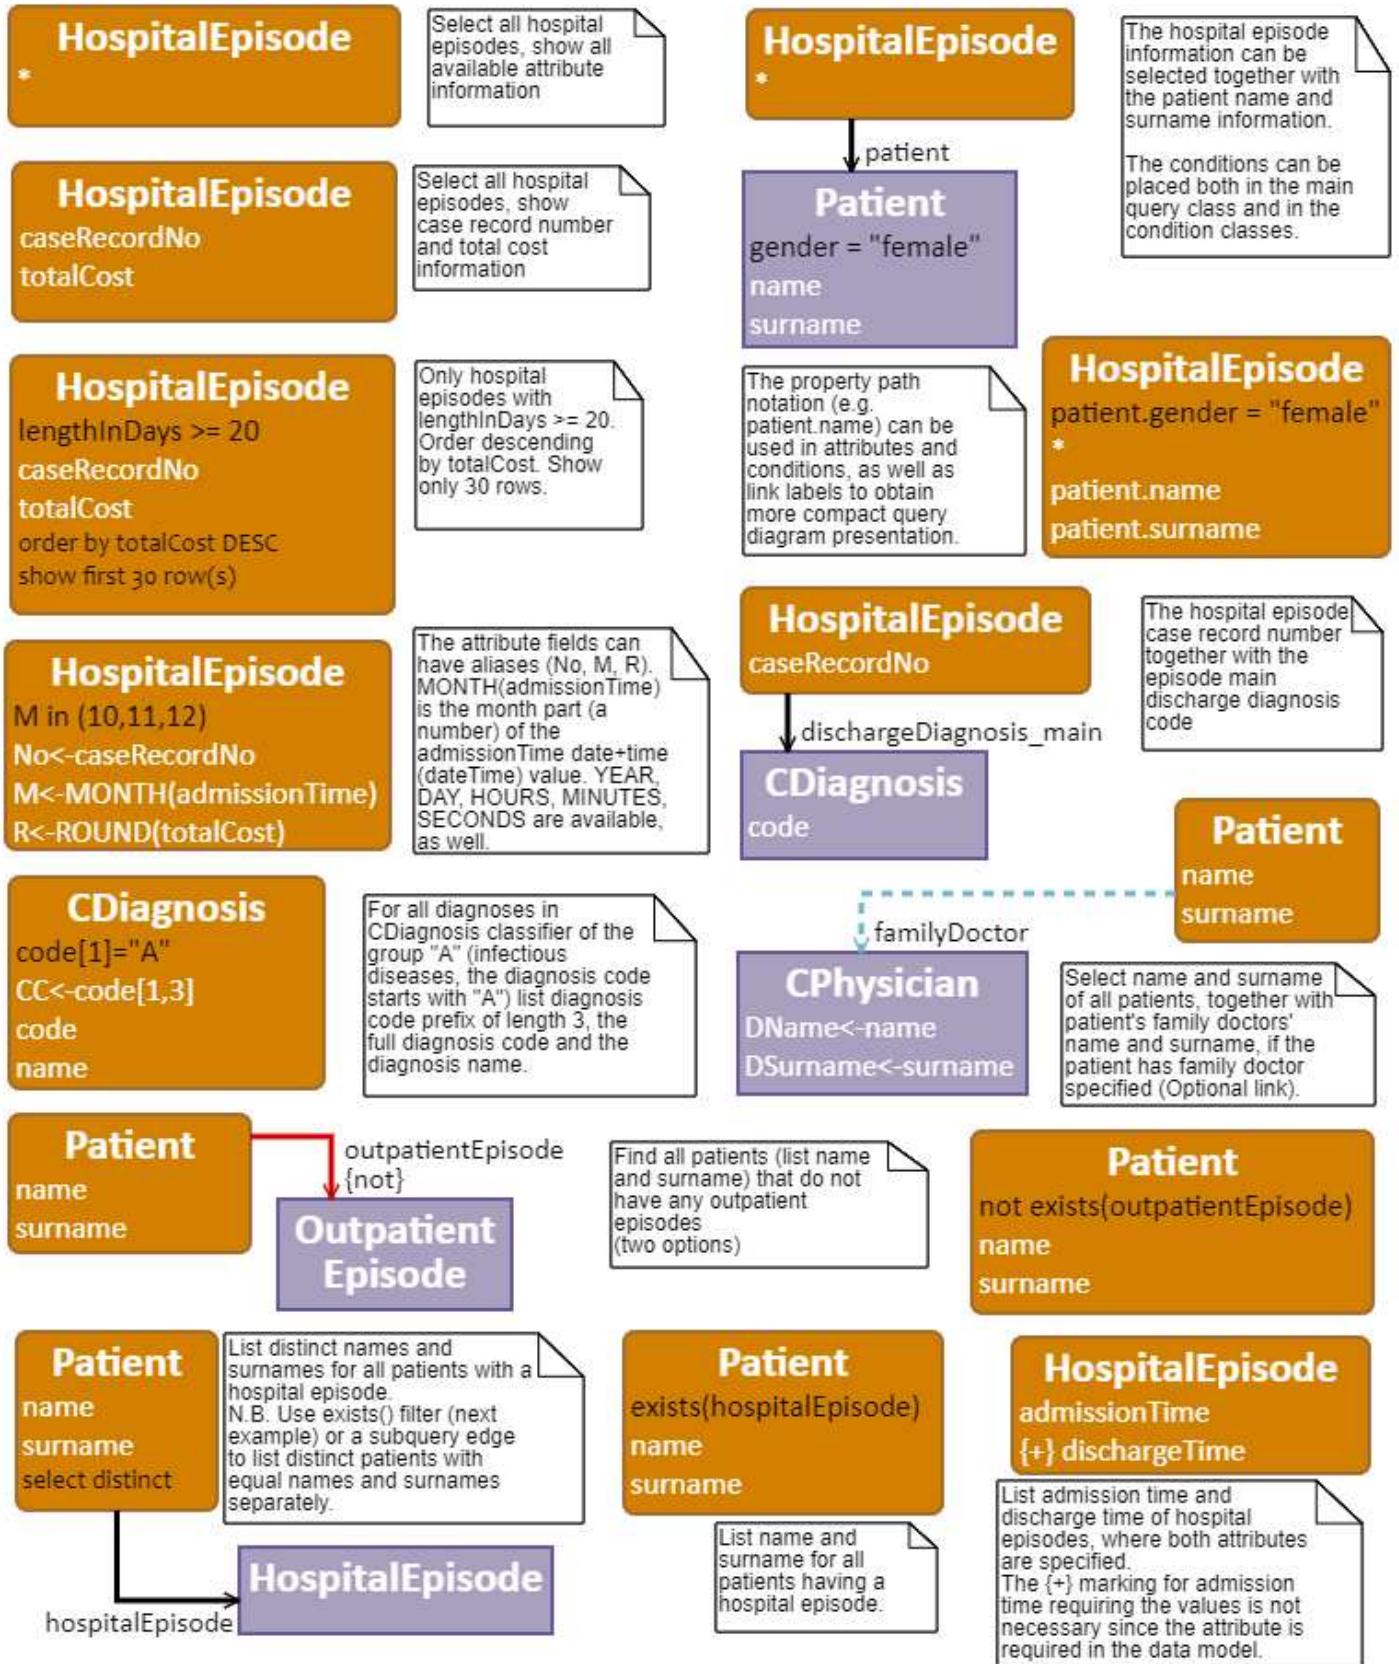 HospitalEpisode
*
Select all hospital
episodes, show all
available attribute
information
HospitalEpisode
caseRecordNo
totalCost
Select all hospital
episodes, show
case record number
and total cost
information
HospitalEpisode
lengthInDays >= 20
caseRecordNo
totalCost
order by totalCost DESC
show first 30 row(s)
Only hospital
episodes with
lengthInDays >= 20.
Order descending
by totalCost. Show
only 30 rows.
HospitalEpisode
M in (10,11,12)
No<-caseRecordNo
M<-MONTH(admissionTime)
R<-ROUND(totalCost)
The attribute fields can
have aliases (No, M, R).
MONTH(admissionTime)
is the month part (a
number) of the
admissionTime date+time
(dateTime) value. YEAR,
DAY, HOURS, MINUTES,
SECONDS are available,
as well.
HospitalEpisode
*
patient
Patient
gender = "female"
name
surname
The hospital episode
information can be
selected together with
the patient name and
surname information.
The conditions can be
placed both in the main
query class and in the
condition classes.
The property path
notation (e.g.
patient.name) can be
used in attributes and
conditions, as well as
link labels to obtain
more compact query
diagram presentation.
HospitalEpisode
patient.gender = "female"
*
patient.name
patient.surname
HospitalEpisode
caseRecordNo
dischargeDiagnosis_main
CDiagnosis
code
The hospital episode
case record number
together with the
episode main
discharge diagnosis
code
CDiagnosis
code[1]="A"
CC<-code[1,3]
code
name
For all diagnoses in
CDiagnosis classifier of the
group "A" (infectious
diseases, the diagnosis code
starts with "A") list diagnosis
code prefix of length 3, the
full diagnosis code and the
diagnosis name.
Patient
name
surname
familyDoctor
CPhysician
DName<-name
DSurname<-surname
Select name and surname
of all patients, together with
patient's family doctors'
name and surname, if the
patient has family doctor
specified (Optional link).
Patient
name
surname
outpatientEpisode
{not}
Outpatient
Episode
Find all patients (list name
and surname) that do not
have any outpatient
episodes
(two options)
Patient
not exists(outpatientEpisode)
name
surname
Patient
name
surname
select distinct
hospitalEpisode
HospitalEpisode
List distinct names and
surnames for all patients with a
hospital episode.
N.B. Use exists() filter (next
example) or a subquery edge
to list distinct patients with
equal names and surnames
separately.
Patient
exists(hospitalEpisode)
name
surname
List name and
surname for all
patients having a
hospital episode.
HospitalEpisode
admissionTime
{+} dischargeTime
List admission time and
discharge time of hospital
episodes, where both attributes
are specified.
The {+} marking for admission
time requiring the values is not
necessary since the attribute is
required in the data model.